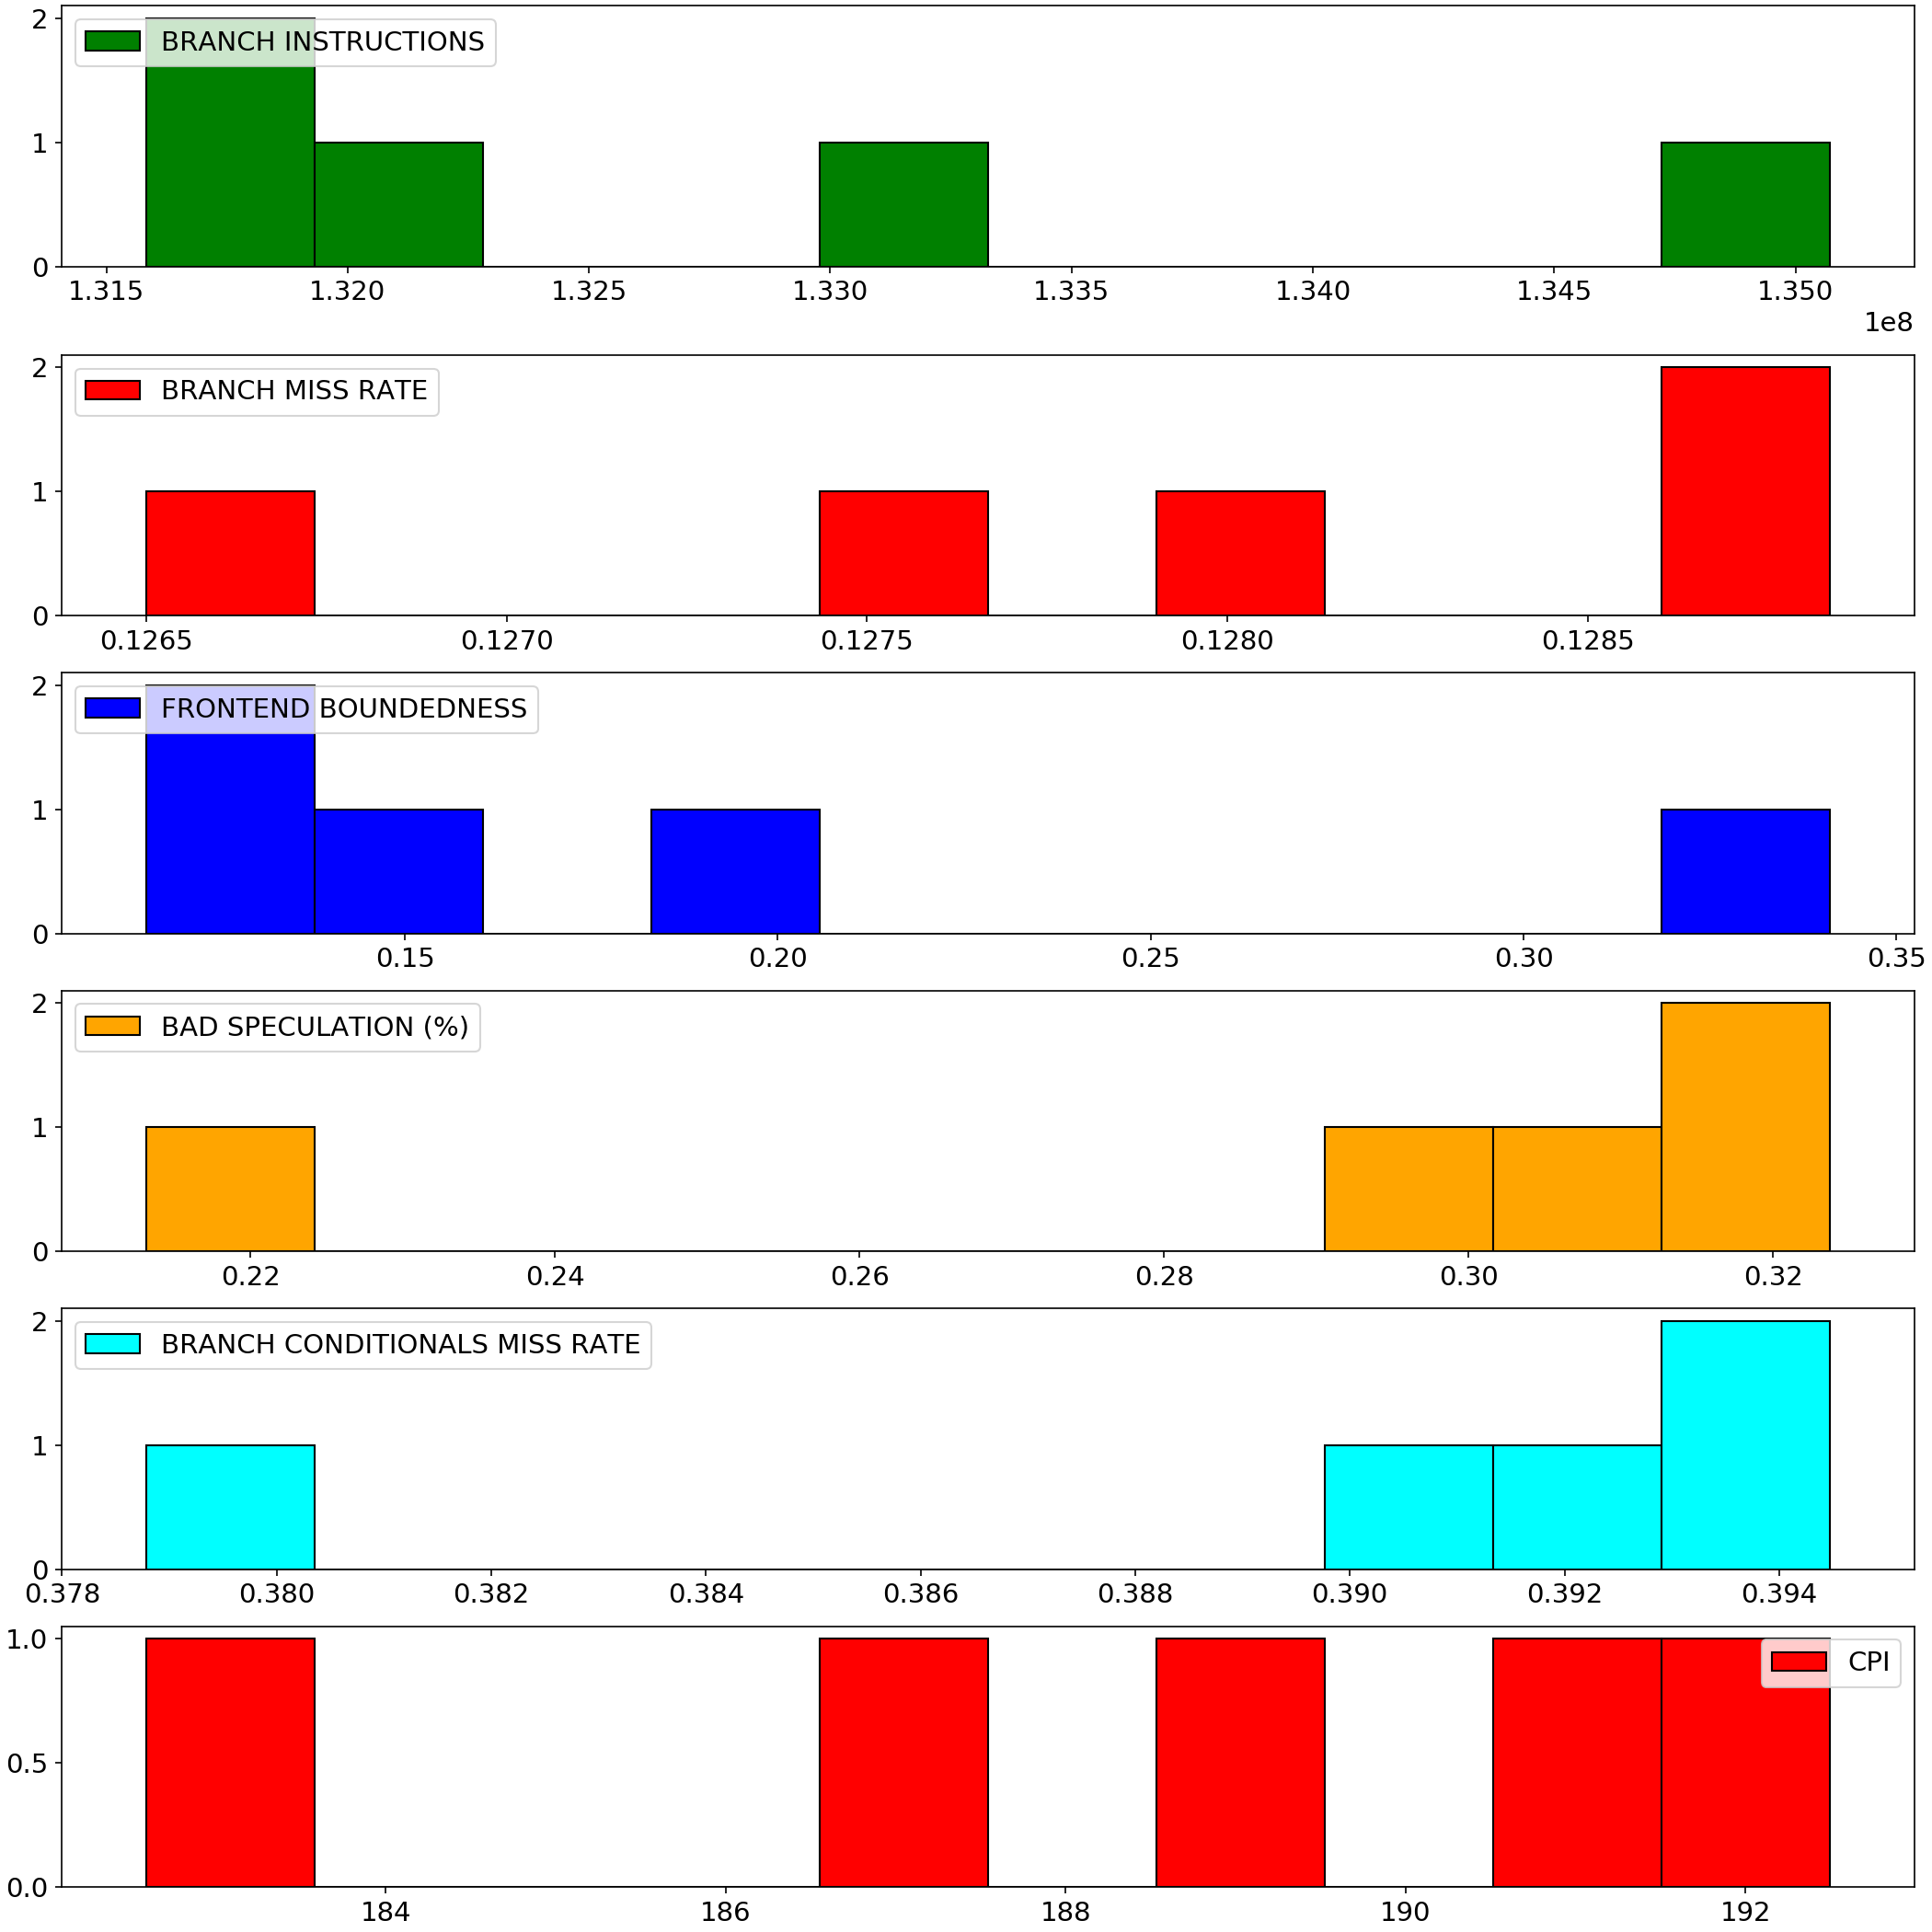 2
BRANCH INSTRUCTIONS
1
0
1.315 1.320 1.325 1.330 1.335 1.340 1.345 1.350
1e8
2
BRANCH MISS RATE
1
0
0.1265 0.1270 0.1275 0.1280 0.1285
2
FRONTEND BOUNDEDNESS
1
0
0.15 0.20 0.25 0.30 0.35
2
BAD SPECULATION (%)
1
0
0.22 0.24 0.26 0.28 0.30 0.32
2
BRANCH CONDITIONALS MISS RATE
1
0
0.378 0.380 0.382 0.384 0.386 0.388 0.390 0.392 0.394
1.0
CPI
0.5
0.0
184 186 188 190 192